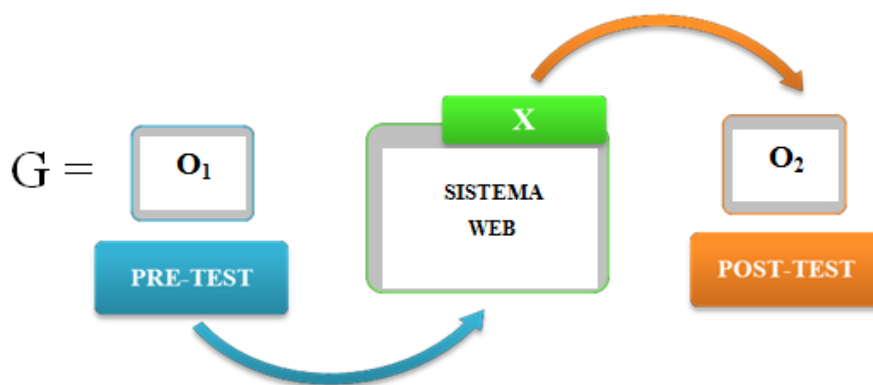 G =
O₁
PRE-TEST
X
SISTEMA
WEB
O₂
POST-TEST